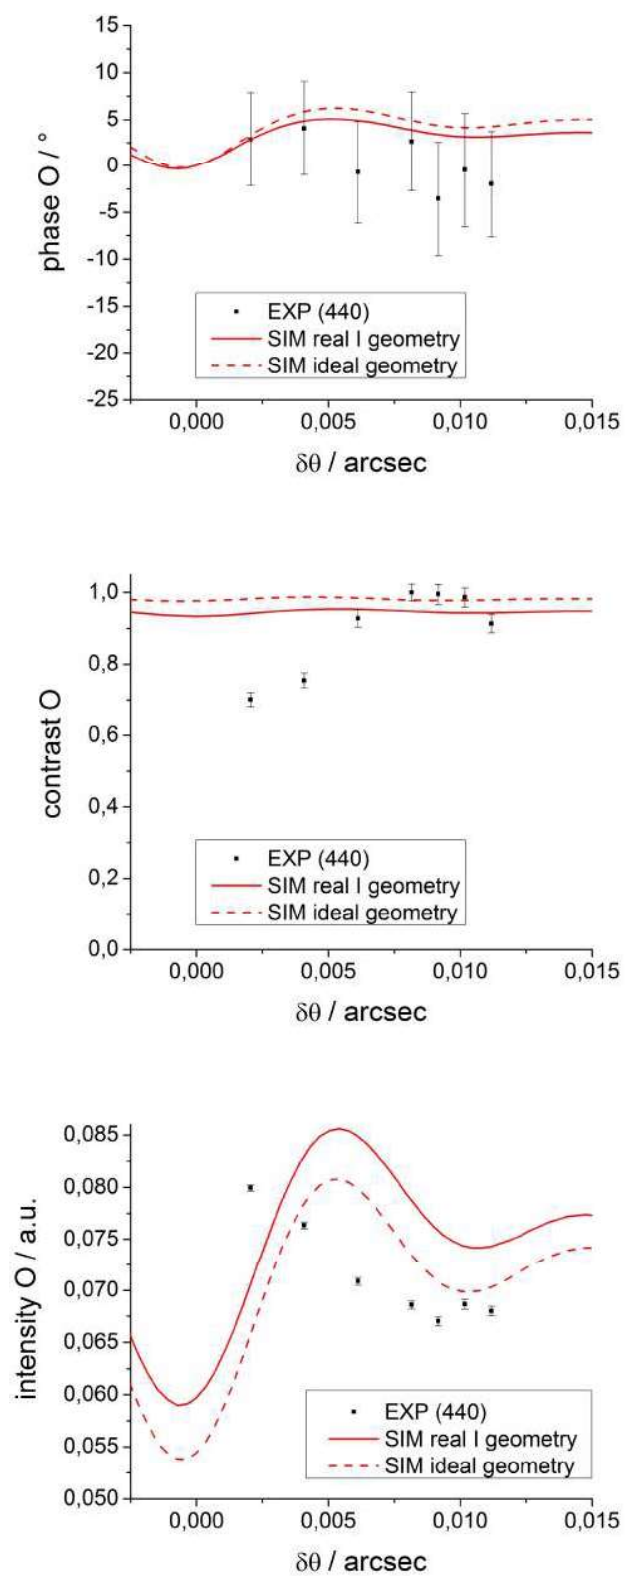 15
10
5
0
-5
-10
-15
-20
-25
phase O / °
EXP (440)
SIM real I geometry
SIM ideal geometry
0,000 0,005 0,010 0,015
δθ / arcsec
1,0
0,8
0,6
0,4
0,2
0,0
contrast O
EXP (440)
SIM real I geometry
SIM ideal geometry
0,000 0,005 0,010 0,015
δθ / arcsec
0,085
0,080
0,075
0,070
0,065
0,060
0,055
0,050
intensity O / a.u.
EXP (440)
SIM real I geometry
SIM ideal geometry
0,000 0,005 0,010 0,015
δθ / arcsec